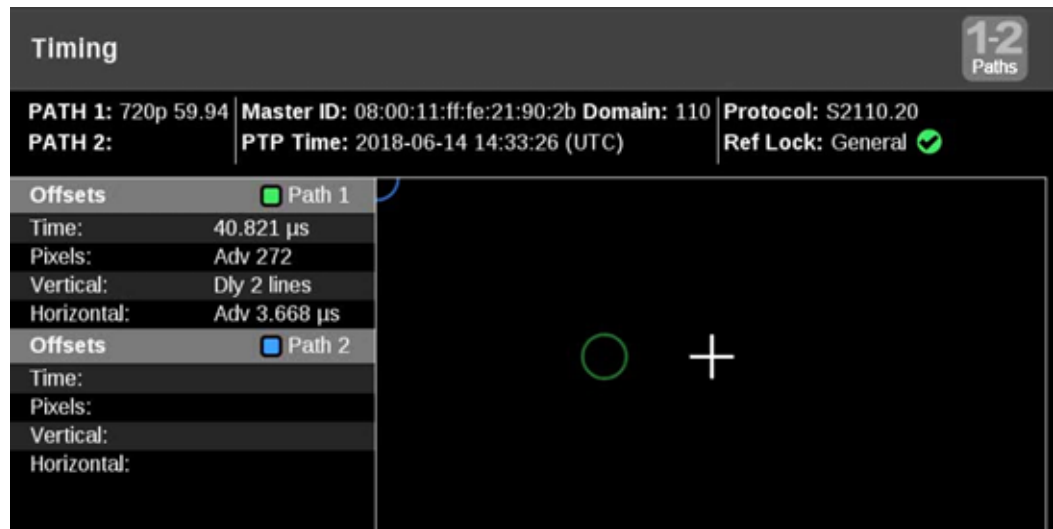 Timing
1-2
Paths
PATH 1: 720p 59.94 Master ID: 08:00:11:ff:fe:21:90:2b Domain: 110 Protocol: S2110.20
PATH 2: PTP Time: 2018-06-14 14:33:26 (UTC) Ref Lock: General
Offsets Path 1
Time: 40.821 µs
Pixels: Adv 272
Vertical: Dly 2 lines
Horizontal: Adv 3.668 µs
Offsets Path 2
Time:
Pixels:
Vertical:
Horizontal: